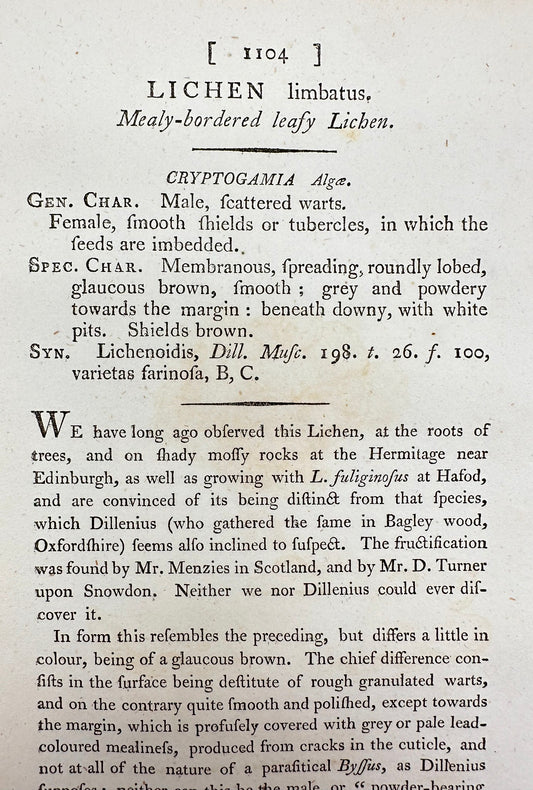 [ 1104 ]
LICHEN limbatus.
Mealy-bordered leafy Lichen.
CRYPTOGAMIA Algæ.
GEN. CHAR. Male, ſcattered warts.
Female, ſmooth ſhields or tubercles, in which the
ſeeds are imbedded.
SPEC. CHAR. Membranous, ſpreading, roundly lobed,
glaucous brown, ſmooth; grey and powdery
towards the margin: beneath downy, with white
pits. Shields brown.
SYN. Lichenoidis, Dill. Muſc. 198. t. 26. f. 100,
varietas farinoſa, B, C.
WE have long ago obſerved this Lichen, at the roots of
trees, and on ſhady moſſy rocks at the Hermitage near
Edinburgh, as well as growing with L. fuliginoſus at Hafod,
and are convinced of its being diſtinct from that ſpecies,
which Dillenius (who gathered the ſame in Bagley wood,
Oxfordſhire) ſeems alſo inclined to ſuſpect. The fructification
was found by Mr. Menzies in Scotland, and by Mr. D. Turner
upon Snowdon. Neither we nor Dillenius could ever diſ-
cover it.
In form this reſembles the preceding, but differs a little in
colour, being of a glaucous brown. The chief difference con-
ſiſts in the ſurface being deſtitute of rough granulated warts,
and on the contrary quite ſmooth and poliſhed, except towards
the margin, which is profuſely covered with grey or pale lead-
coloured mealineſs, produced from cracks in the cuticle, and
not at all of the nature of a paraſitical Byſſus, as Dillenius
ſuppoſes; neither can this be the male, or "powder-bearing